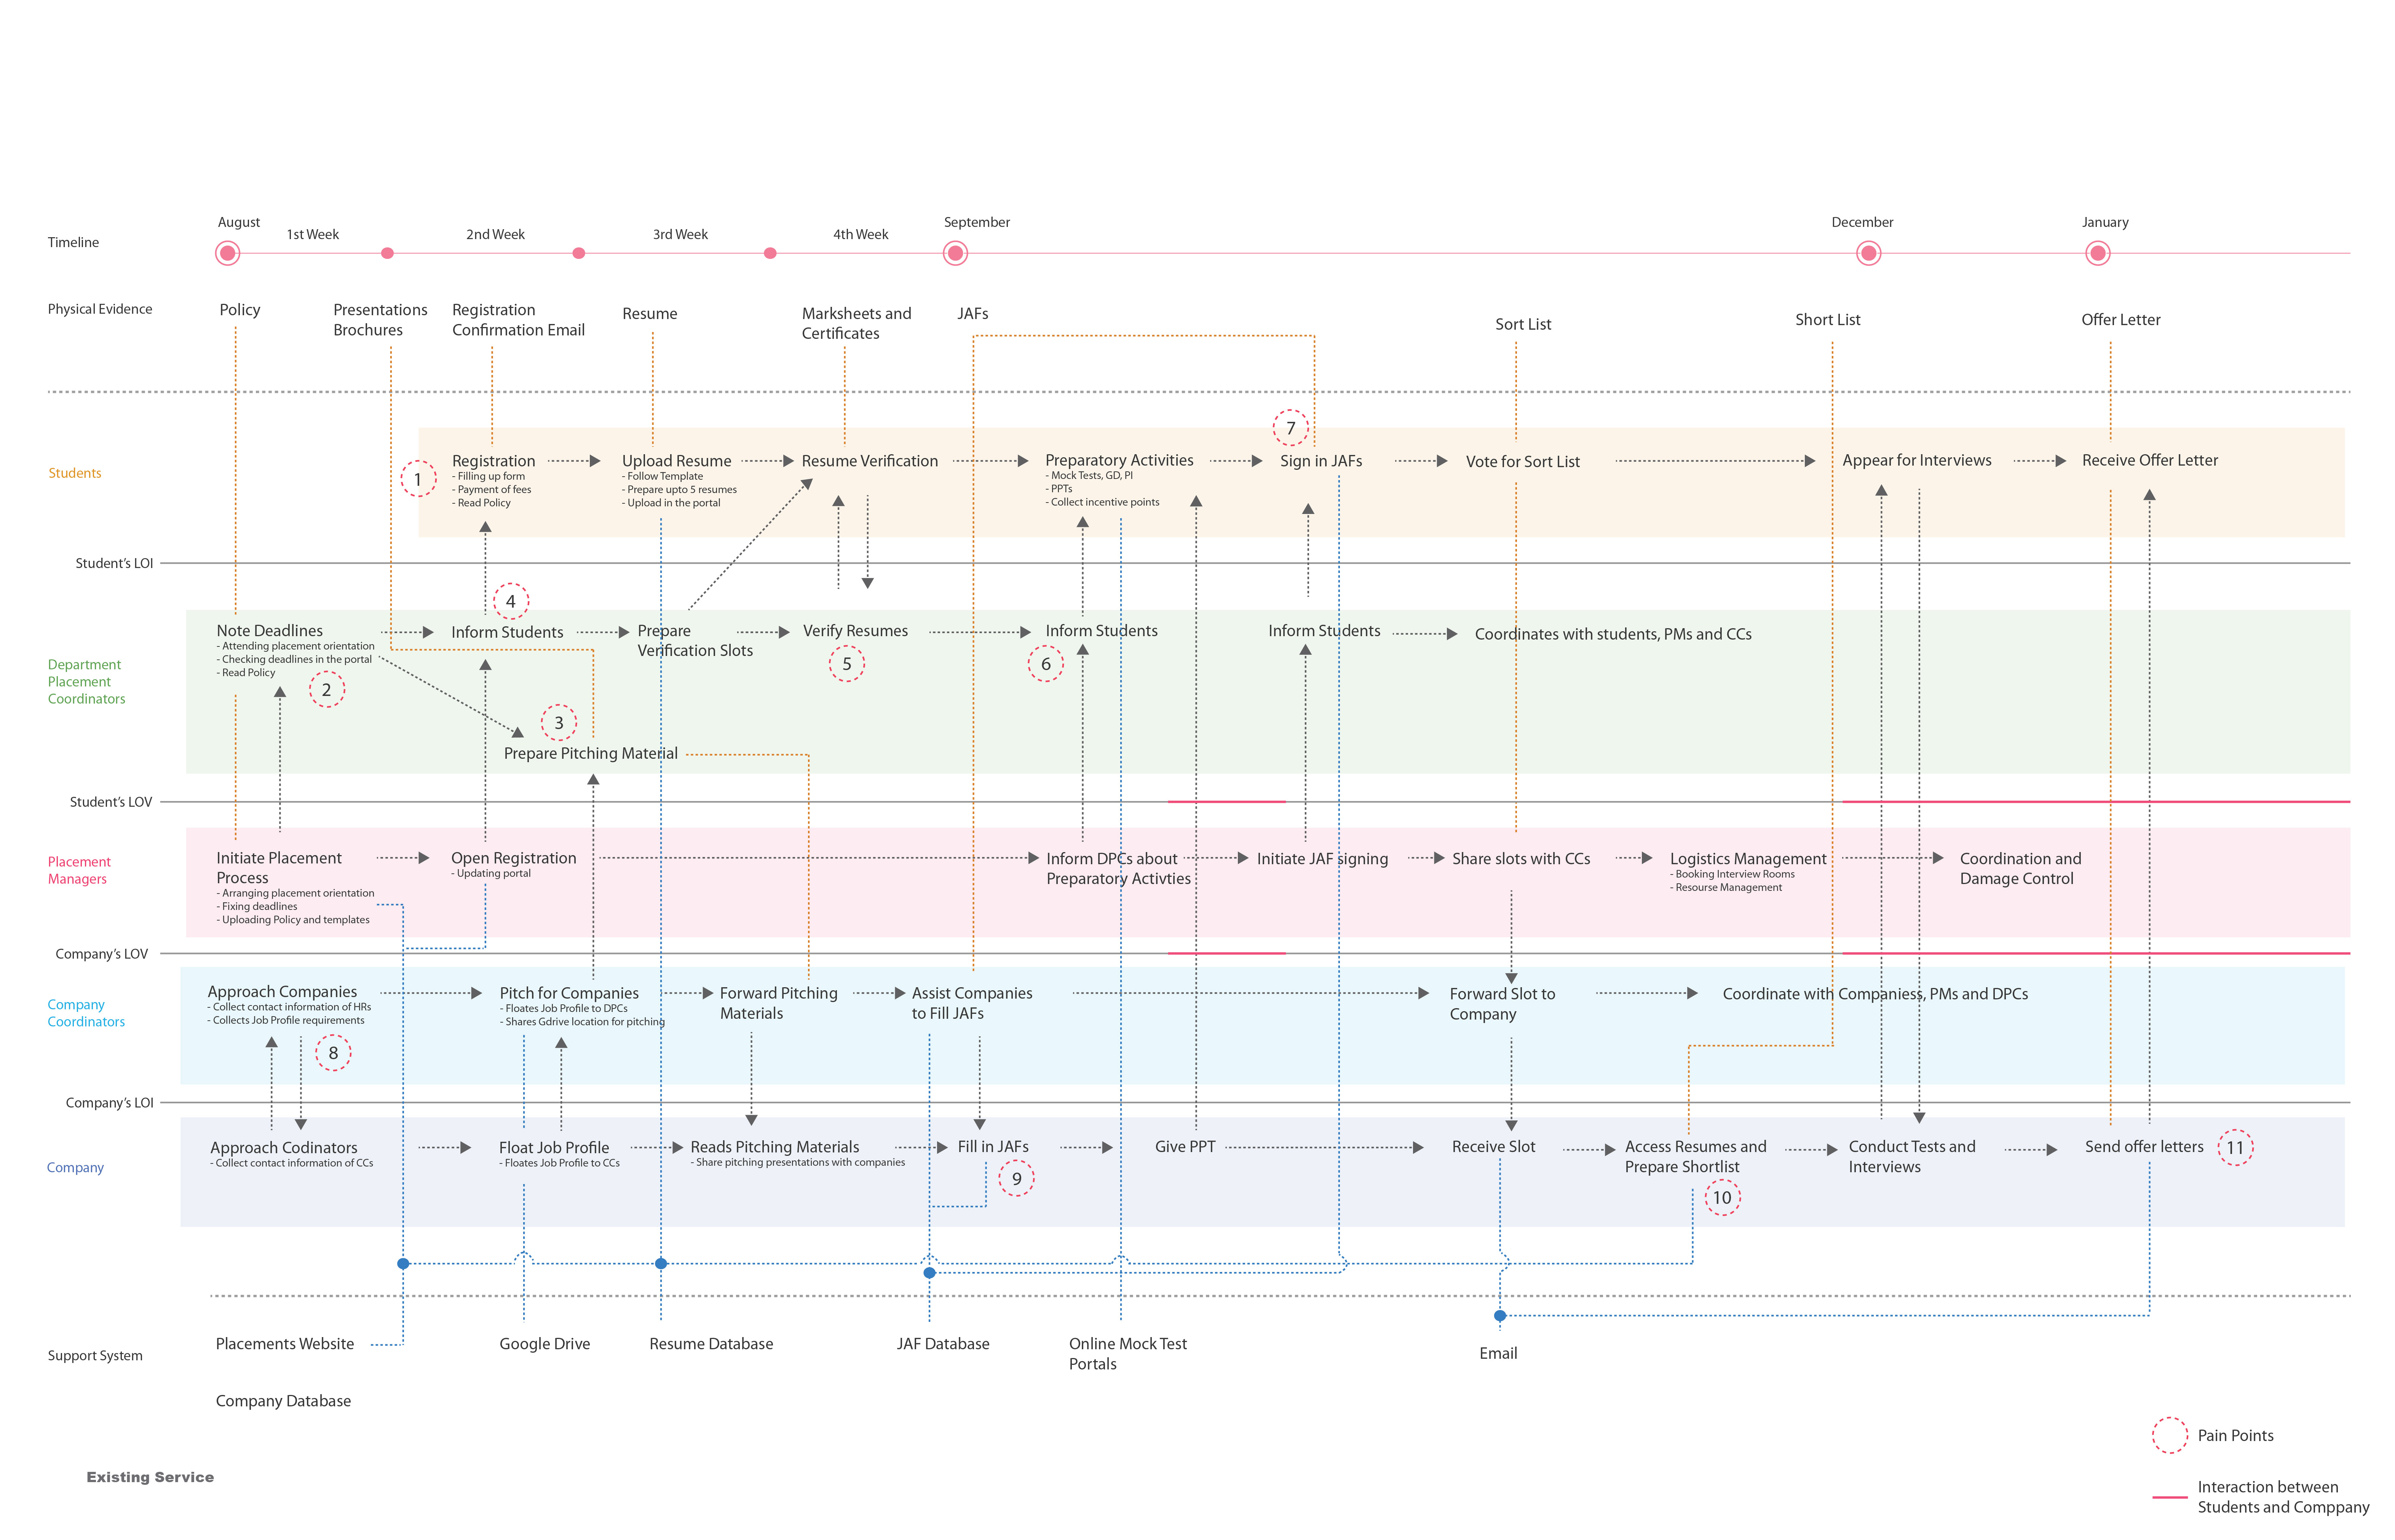 August
September
December
January
1st Week
2nd Week
3rd Week
4th Week
Timeline
Physical Evidence
Policy
Presentations
Brochures
Registration
Confirmation Email
Resume
Marksheets and
Certificates
JAFs
Sort List
Short List
Offer Letter
Students
1
Registration
- Filling up form
- Payment of fees
- Read Policy
Upload Resume
- Follow Template
- Prepare upto 5 resumes
- Upload in the portal
Resume Verification
Preparatory Activities
- Mock Tests, GD, PI
- PPTs
- Collect incentive points
7
Sign in JAFs
Vote for Sort List
Appear for Interviews
Receive Offer Letter
Student's LOI
Department
Placement
Coordinators
Note Deadlines
- Attending placement orientation
- Checking deadlines in the portal
- Read Policy
2
4
Inform Students
Prepare
Verification Slots
Verify Resumes
5
Inform Students
6
Inform Students
Coordinates with students, PMs and CCs
3
Prepare Pitching Material
Student's LOV
Placement
Managers
Initiate Placement
Process
- Arranging placement orientation
- Fixing deadlines
- Uploading Policy and templates
Open Registration
- Updating portal
Inform DPCs about
Preparatory Activties
Initiate JAF signing
Share slots with CCs
Logistics Management
- Booking Interview Rooms
- Resourse Management
Coordination and
Damage Control
Company's LOV
Company
Coordinators
Approach Companies
- Collect contact information of HRs
- Collects Job Profile requirements
8
Pitch for Companies
- Floates Job Profile to DPCs
- Shares Gdrive location for pitching
Forward Pitching
Materials
Assist Companies
to Fill JAFs
Forward Slot to
Company
Coordinate with Companiess, PMs and DPCs
Company's LOI
Company
Approach Codinators
- Collect contact information of CCs
Float Job Profile
- Floates Job Profile to CCs
Reads Pitching Materials
- Share pitching presentations with companies
Fill in JAFs
9
Give PPT
Receive Slot
Access Resumes and
Prepare Shortlist
10
Conduct Tests and
Interviews
Send offer letters
11
Support System
Placements Website
Google Drive
Resume Database
JAF Database
Online Mock Test
Portals
Email
Company Database
Pain Points
Existing Service
Interaction between
Students and Comppany